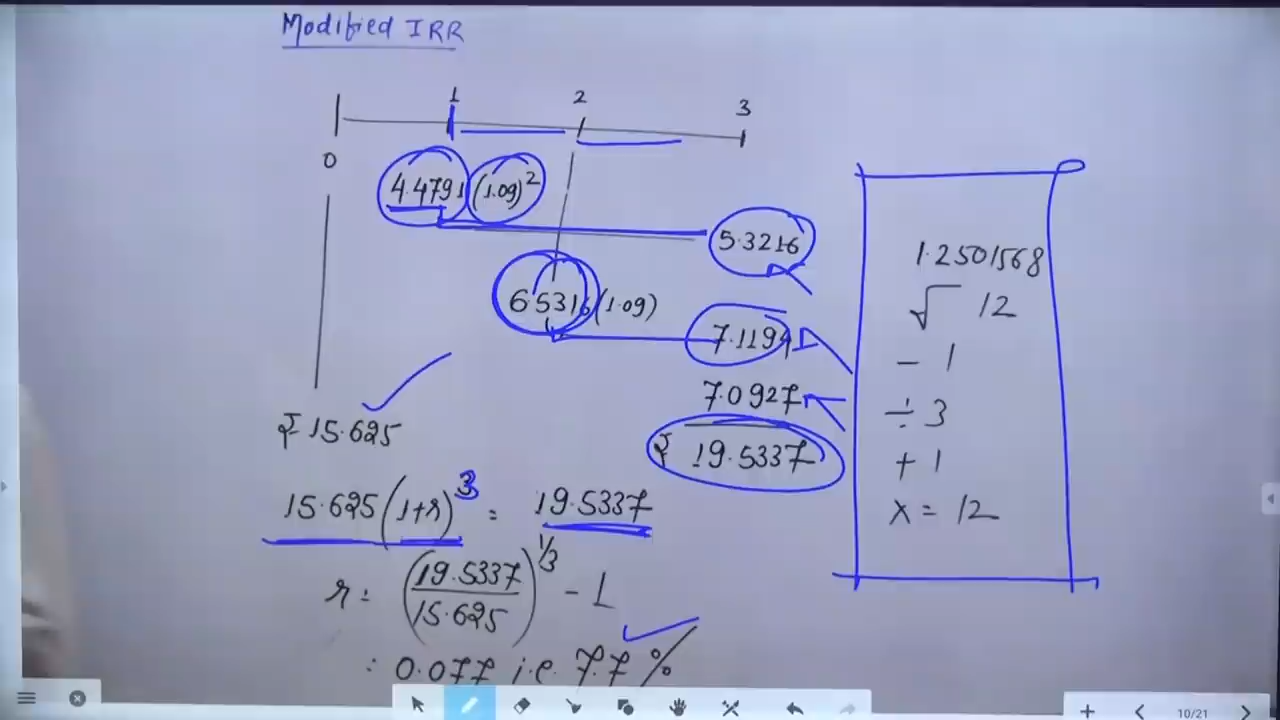 Modified IRR
0 1 2 3
4.4791 (1.09)²
5.3216
6.5316 (1.09)
7.1194
7.0927
₹ 15.625
₹ 19.5337
15.625(1+r)³ = 19.5337
r = (19.5337/15.625)^1/3 - 1
: 0.077 i.e. 7.7%
1.2501568
√ 12
- 1
÷ 3
+ 1
x = 12
10/21